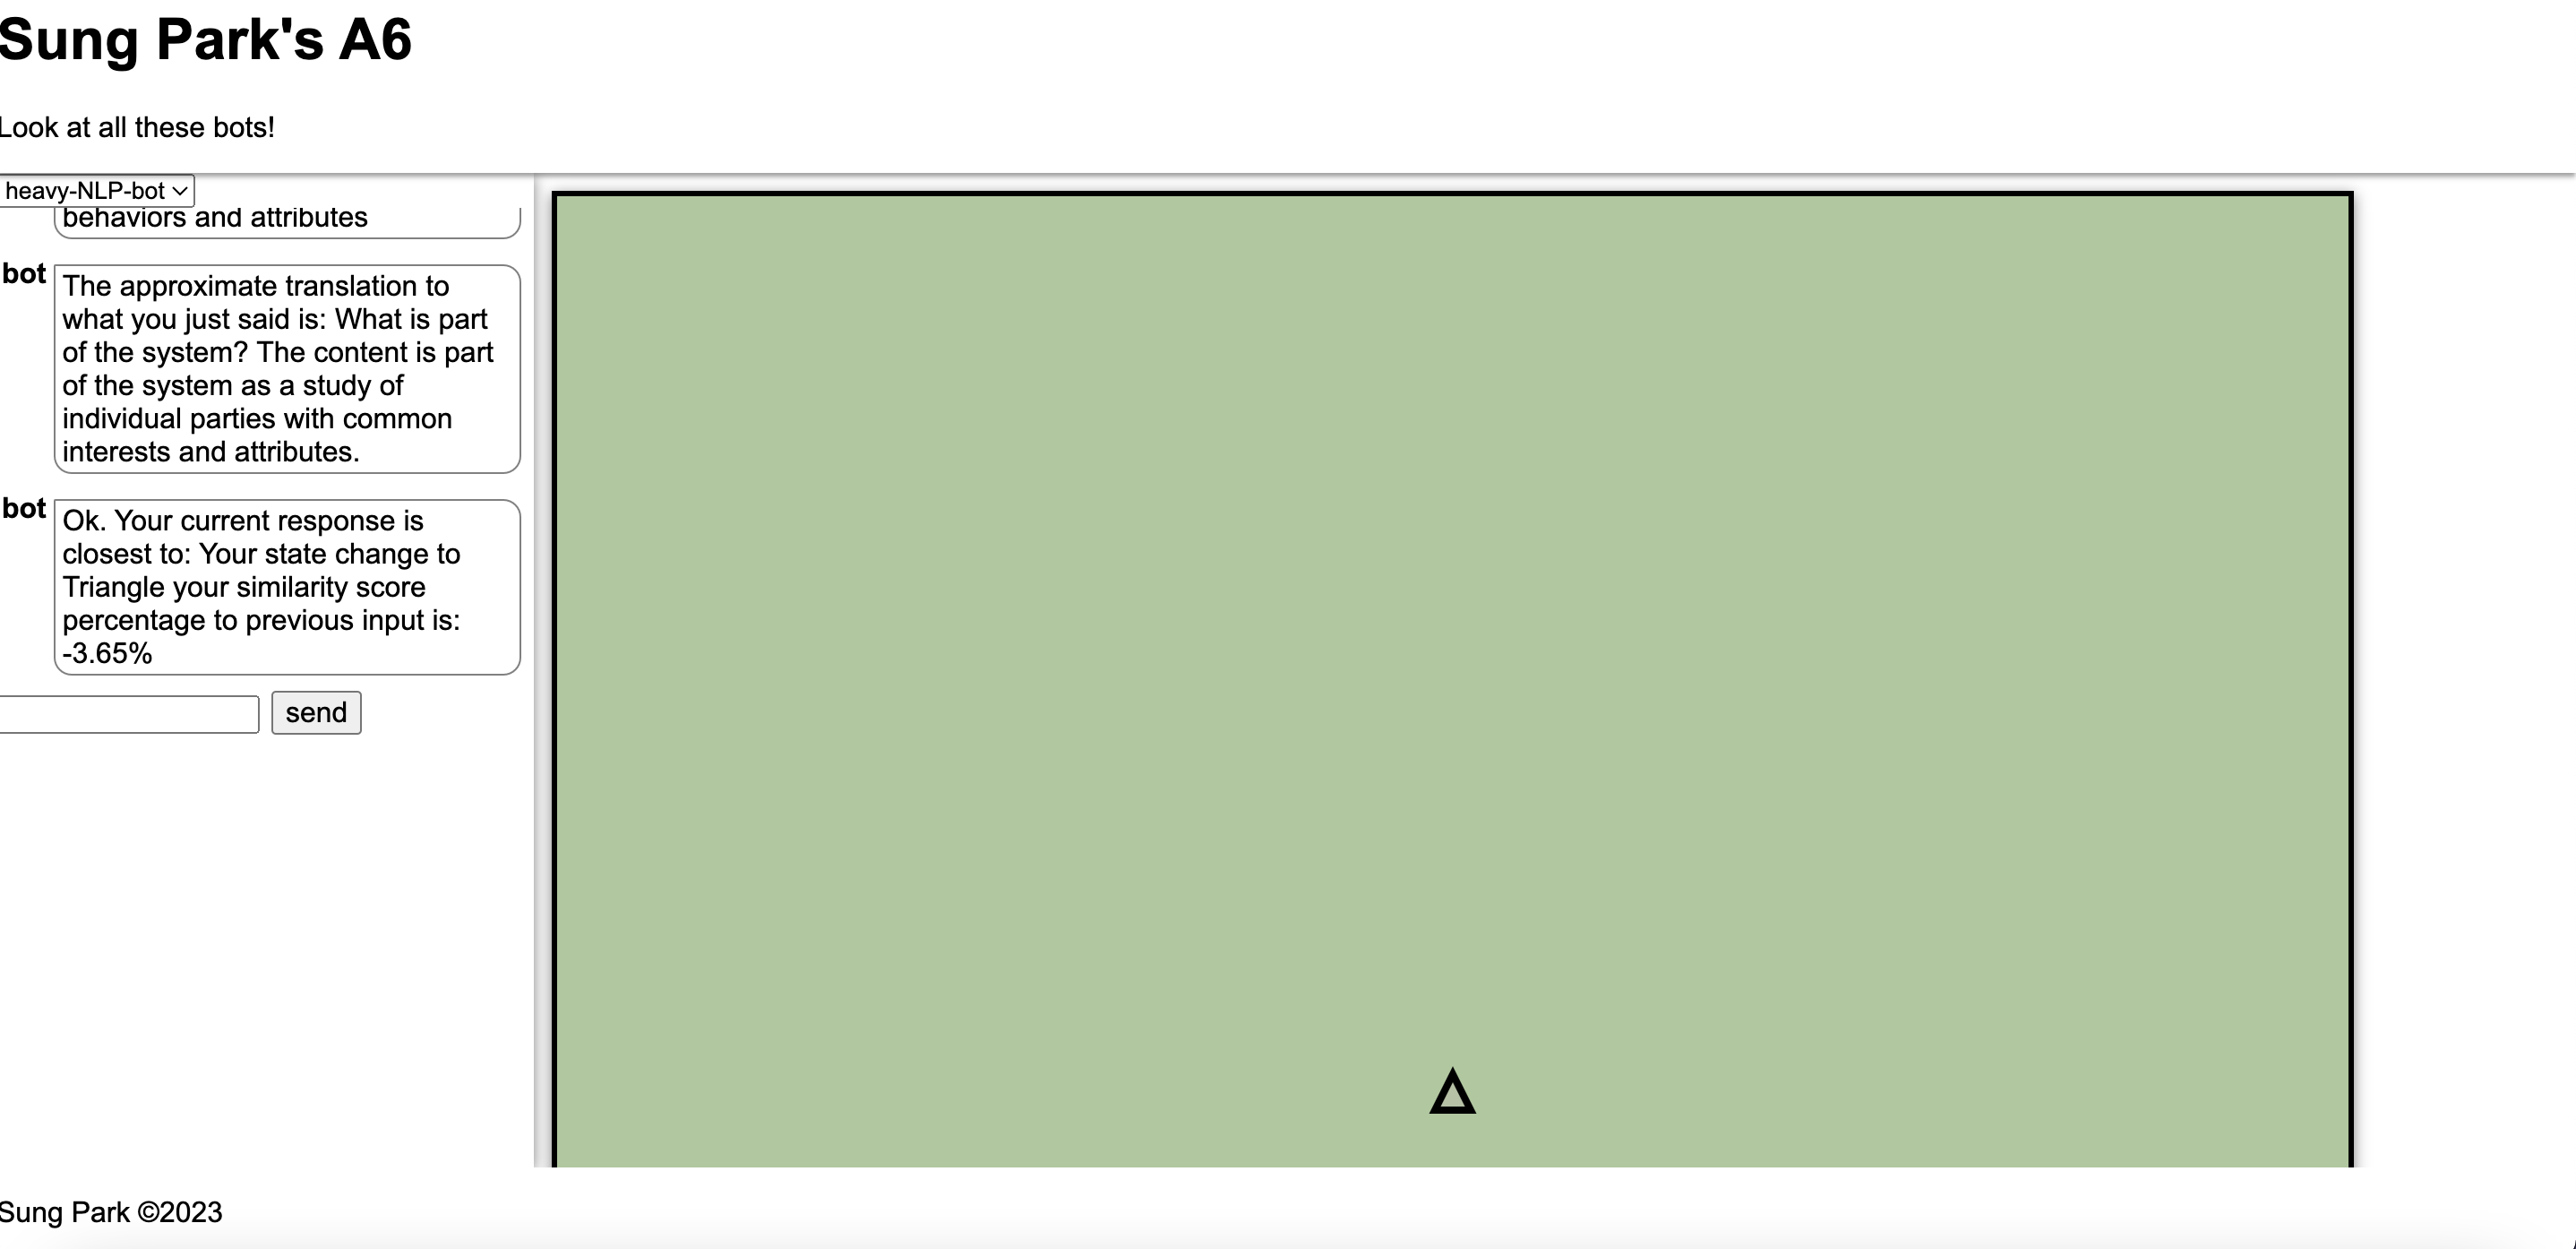 Sung Park's A6
Look at all these bots!
heavy-NLP-bot
behaviors and attributes
bot
The approximate translation to
what you just said is: What is part
of the system? The content is part
of the system as a study of
individual parties with common
interests and attributes.
bot
Ok. Your current response is
closest to: Your state change to
Triangle your similarity score
percentage to previous input is:
-3.65%
send
Sung Park ©2023